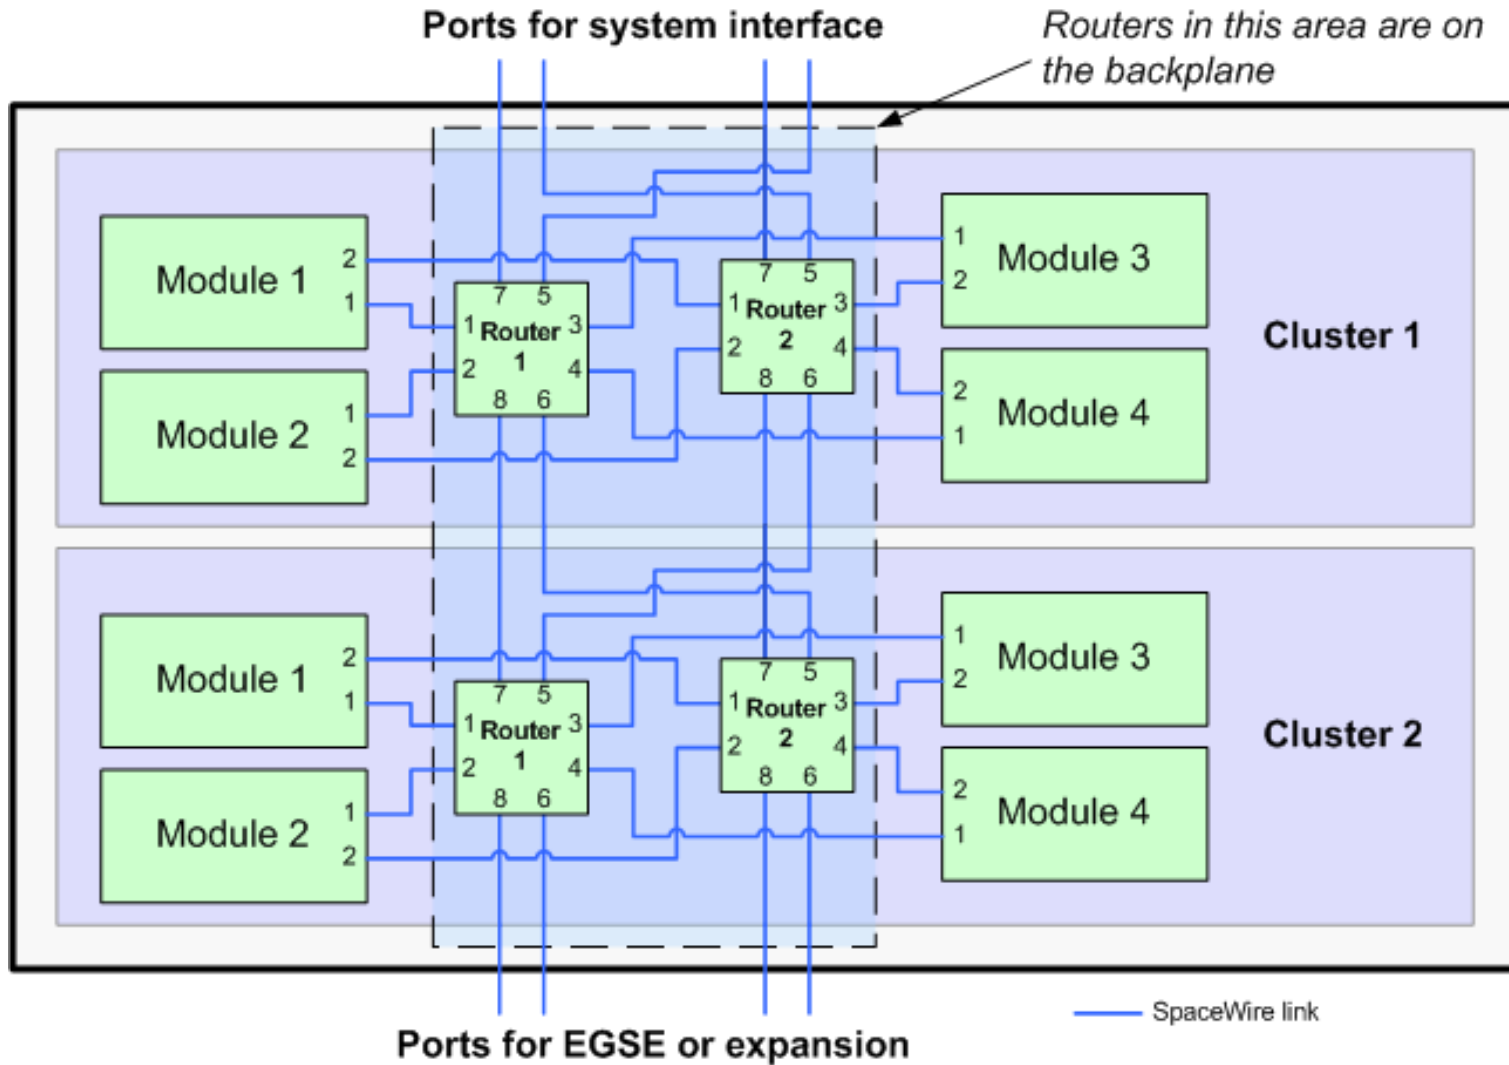 Ports for system interface
Routers in this area are on
the backplane
Module 1
2
1
Module 2
1
2
7 5
1 Router 3
1
2 4
8 6
7 5
1 Router 3
2
2 4
8 6
1
Module 3
2
2
Module 4
1
Cluster 1
Module 1
2
1
Module 2
1
2
7 5
1 Router 3
1
2 4
8 6
7 5
1 Router 3
2
2 4
8 6
1
Module 3
2
2
Module 4
1
Cluster 2
SpaceWire link
Ports for EGSE or expansion